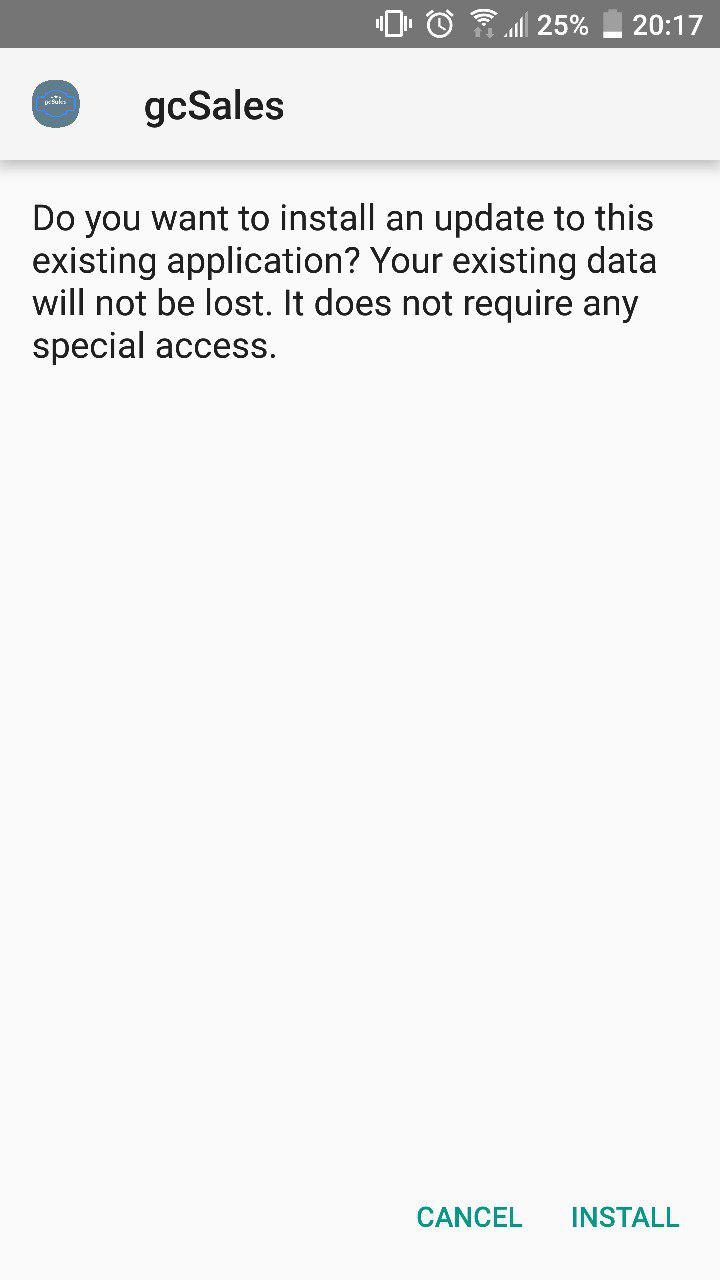 25% 20:17
gcSales
gcSales
Do you want to install an update to this
existing application? Your existing data
will not be lost. It does not require any
special access.
CANCEL INSTALL